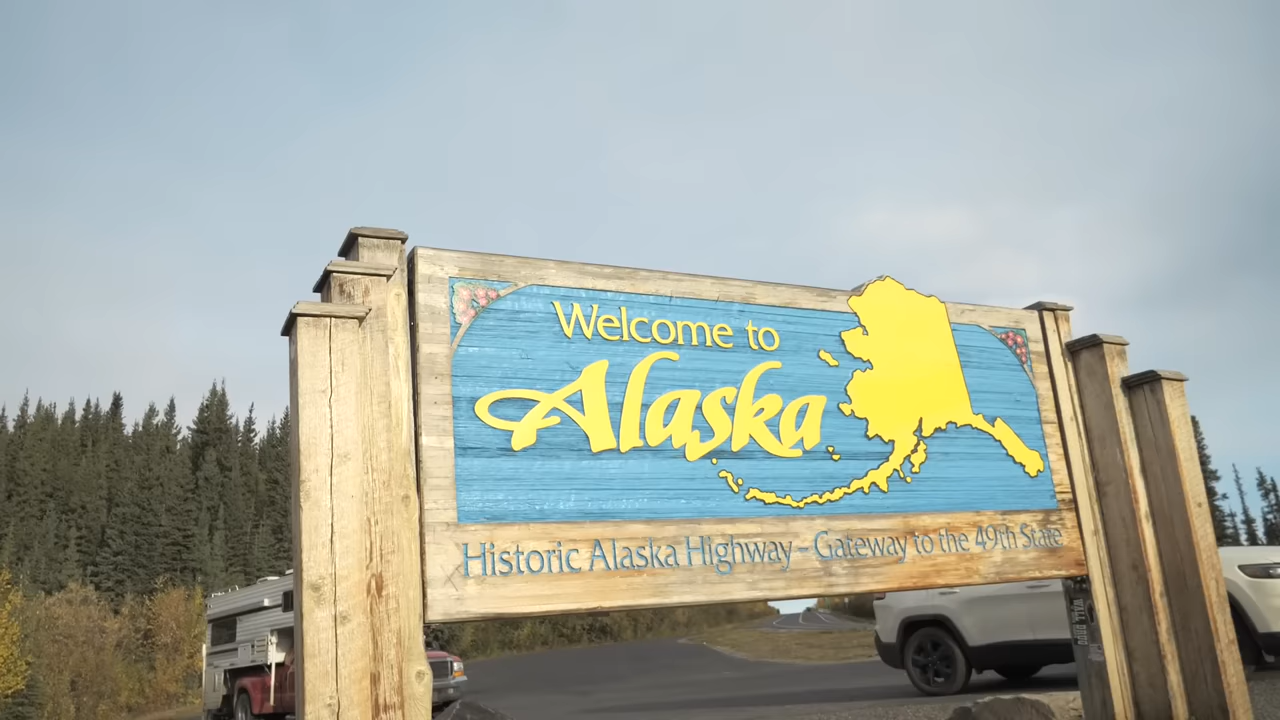 Welcome to
Alaska
Historic Alaska Highway - Gateway to the 49th State